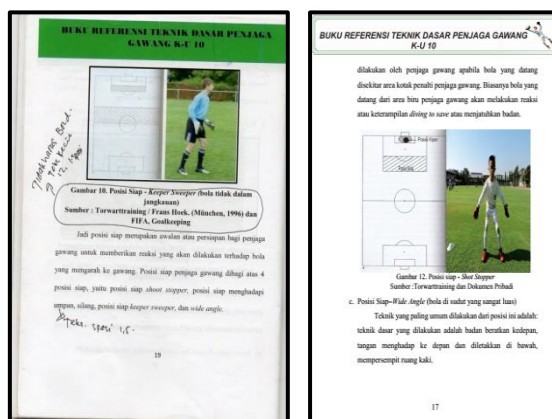 BUKU REFERENSI TEKNIK DASAR PENJAGA
GAWANG K-U 10
Gambar 10. Posisi Siap - Keeper Sweeper (bola tidak dalam
jangkauan)
Sumber : Torwarttraining / Frans Hoek. (München, 1996) dan
FIFA, Goalkeeping
Jadi posisi siap merupakan awalan atau persiapan bagi penjaga
gawang untuk memberikan reaksi yang akan dilakukan terhadap bola
yang mengarah ke gawang. Posisi siap penjaga gawang dibagi atas 4
posisi siap, yaitu posisi siap shoot stopper, posisi siap menghadapi
umpan, silang, posisi siap keeper sweeper, dan wide angle.
Teks. spasi 1,5.
19
BUKU REFERENSI TEKNIK DASAR PENJAGA GAWANG
K-U 10
dilakukan oleh penjaga gawang apabila bola yang datang
disekitar area kotak penalti penjaga gawang. Biasanya bola yang
datang dari area biru penjaga gawang akan melakukan reaksi
atau keterampilan diving to save atau menjatuhkan badan.
Gambar 12. Posisi siap - Shot Stopper
Sumber :Torwarttraining dan Dokumen Pribadi
c. Posisi Siap–Wide Angle (bola di sudut yang sangat luas)
Teknik yang paling umum dilakukan dari posisi ini adalah:
teknik dasar yang dilakukan adalah badan beratkan kedepan,
tangan menghadap ke depan dan diletakkan di bawah,
mempersempit ruang kaki.
17